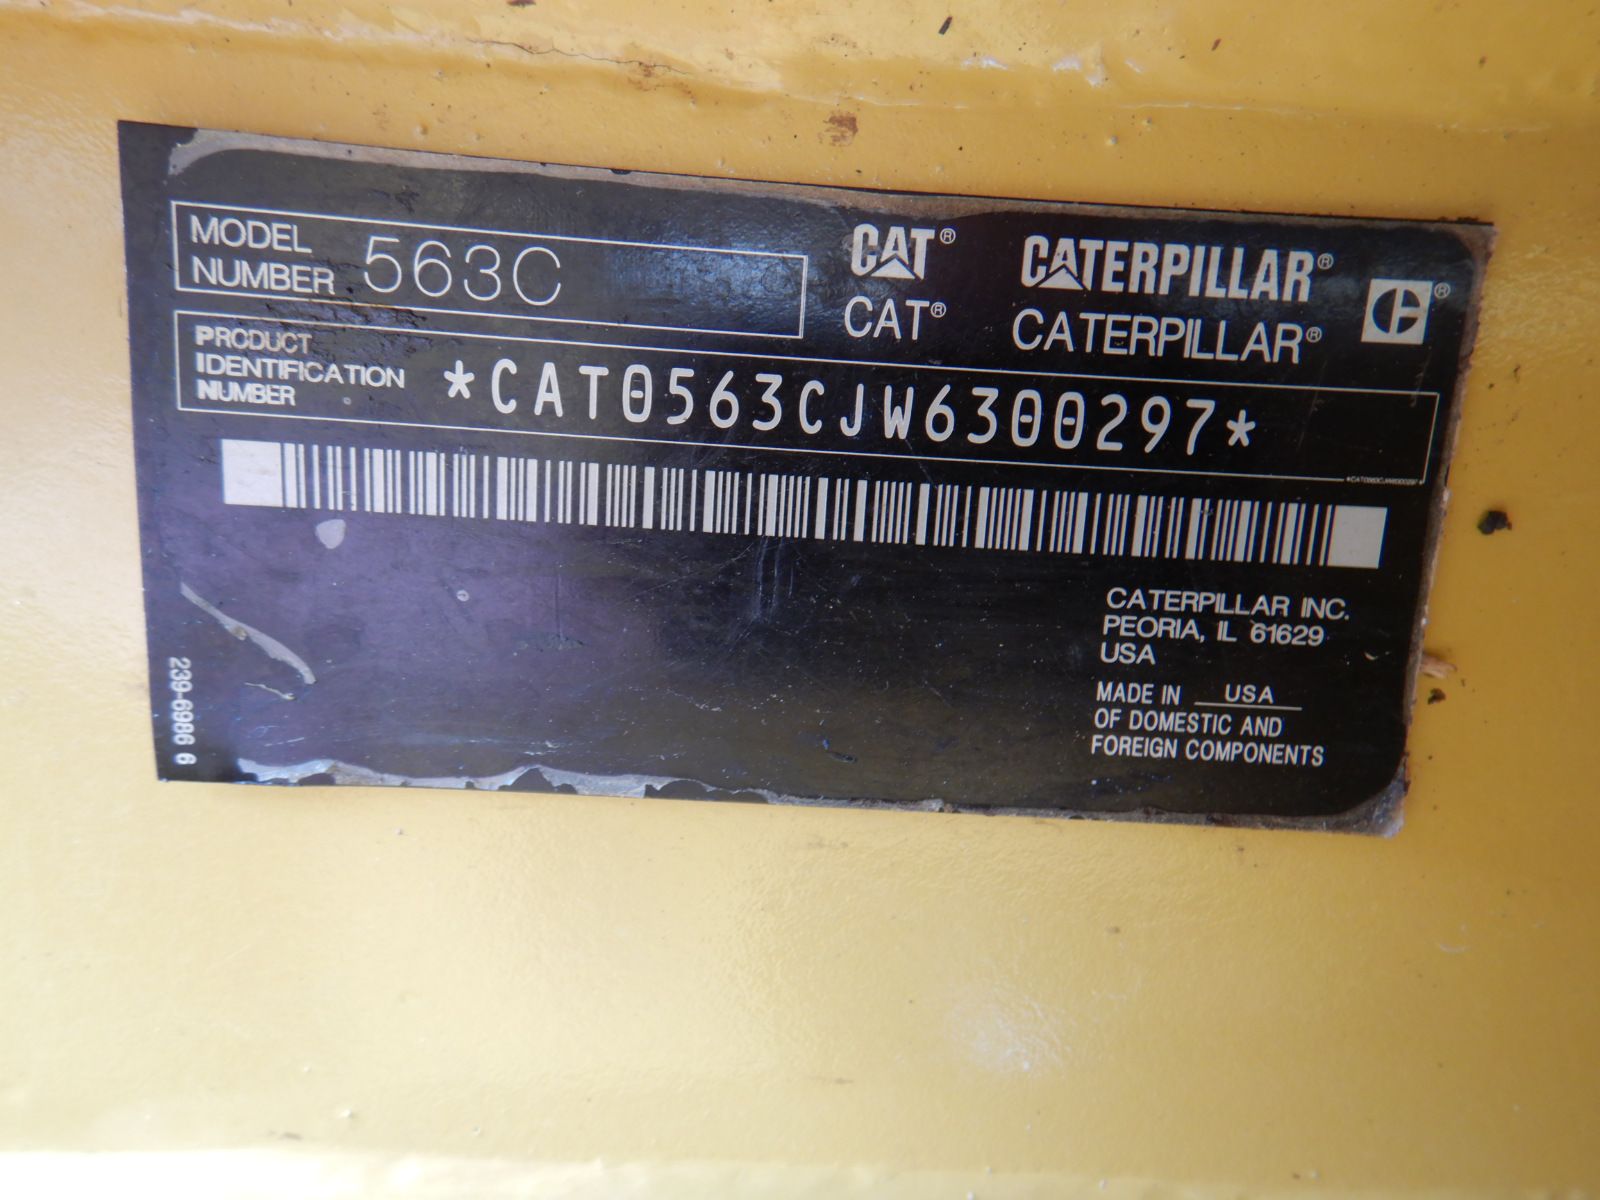 MODEL
NUMBER 563C
CAT® CATERPILLAR®
CAT® CATERPILLAR®
PRODUCT
IDENTIFICATION
NUMBER
*CAT0563CJW6300297*
*CAT0563CJW6300297*
CATERPILLAR INC.
PEORIA, IL 61629
USA
MADE IN USA
OF DOMESTIC AND
FOREIGN COMPONENTS
239-6986 6